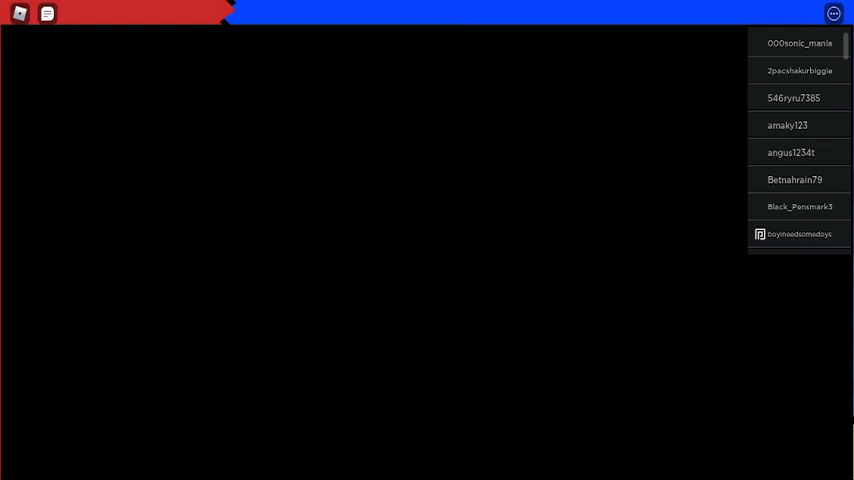 000sonic_mania
2pacshakurbiggie
546ryru7385
amaky123
angus1234t
Betnahrain79
Black_Pensmark3
boyineedsomedoys